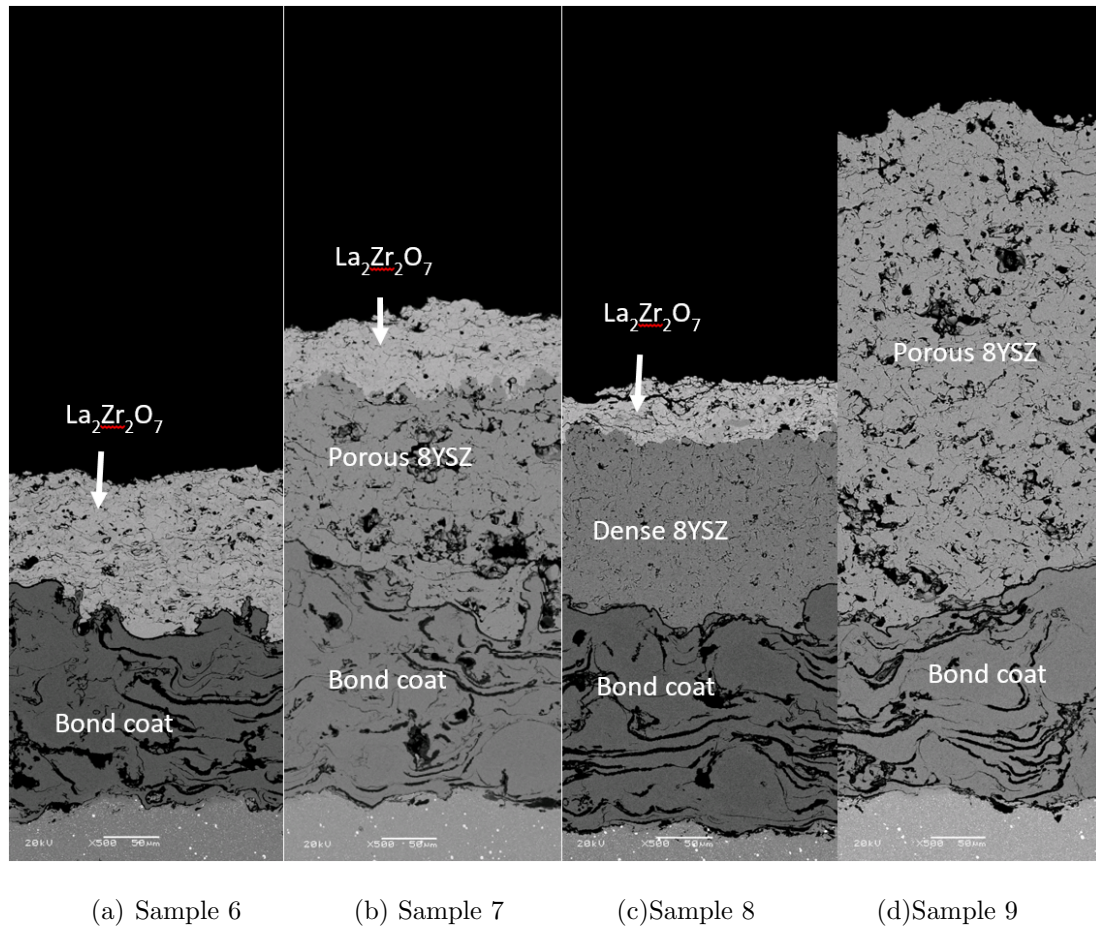 La₂Zr₂O₇
La₂Zr₂O₇
La₂Zr₂O₇
Porous 8YSZ
Porous 8YSZ
Dense 8YSZ
Bond coat
Bond coat
Bond coat
Bond coat
20kV X500 50μm
20kV X500 50μm
20kV X500 50μm
20kV X500 50μm
(a) Sample 6
(b) Sample 7
(c)Sample 8
(d)Sample 9